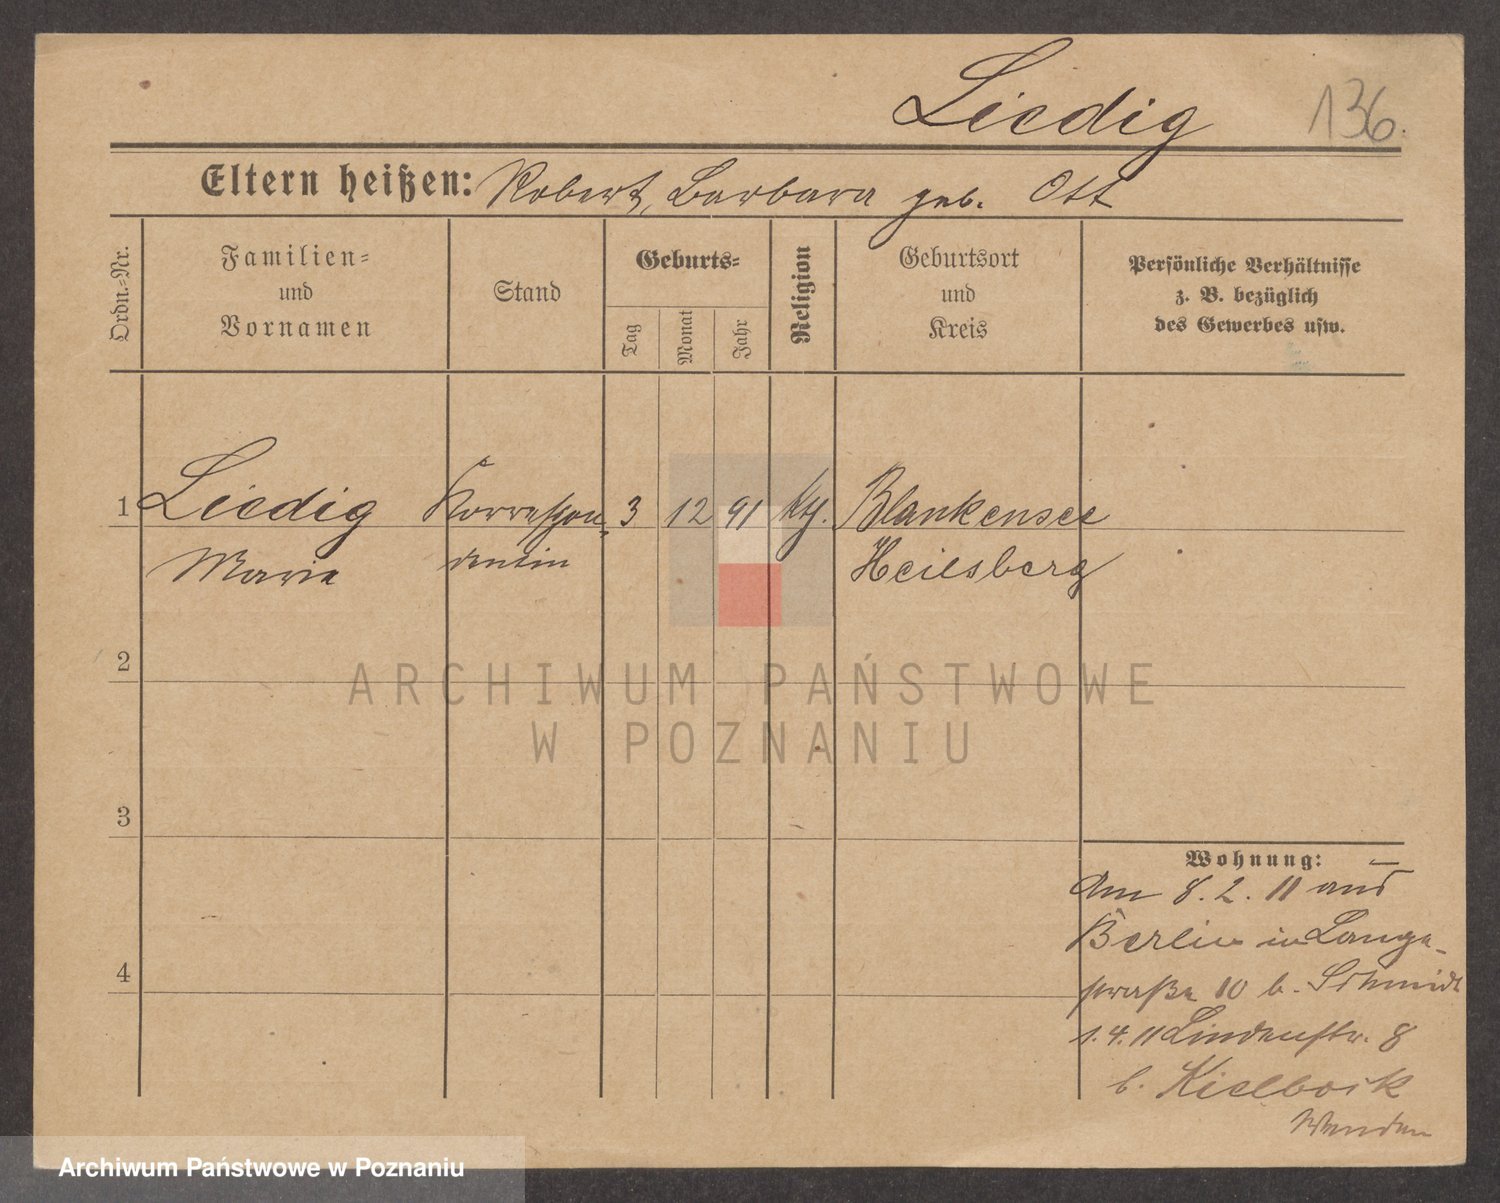 Liedig 136.
Eltern heißen: Robert, Barbara geb. Ott
Ordn.-Nr.
Familien-
und
Vornamen
Stand
Geburts-
Tag
Monat
Jahr
Religion
Geburtsort
und
Kreis
Persönliche Verhältnisse
z. B. bezüglich
des Gewerbes usw.
1 Liedig Korrespon- 3 12 91 kth. Blankensee
Marie dentin Heilsberg
2
ARCHIWUM PAŃSTWOWE
W POZNANIU
3
4
Wohnung:
Am 8. 2. 11 aus
Berlin in Lange-
straße 10 b. Schmidt
1. 4. 11 Lindenstr. 8
b. Kielbock
Archiwum Państwowe w Poznaniu